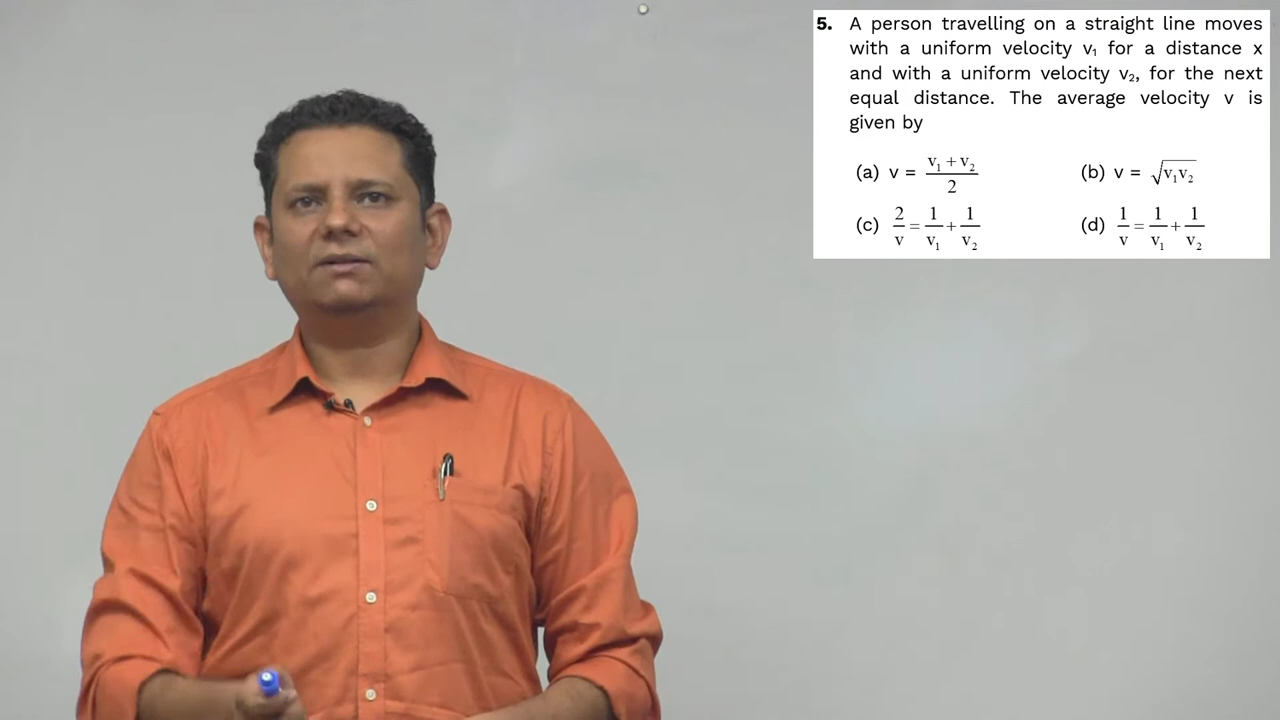 5. A person travelling on a straight line moves
with a uniform velocity v₁ for a distance x
and with a uniform velocity v₂, for the next
equal distance. The average velocity v is
given by
(a) v = (v₁ + v₂)/2 (b) v = √(v₁v₂)
(c) 2/v = 1/v₁ + 1/v₂ (d) 1/v = 1/v₁ + 1/v₂